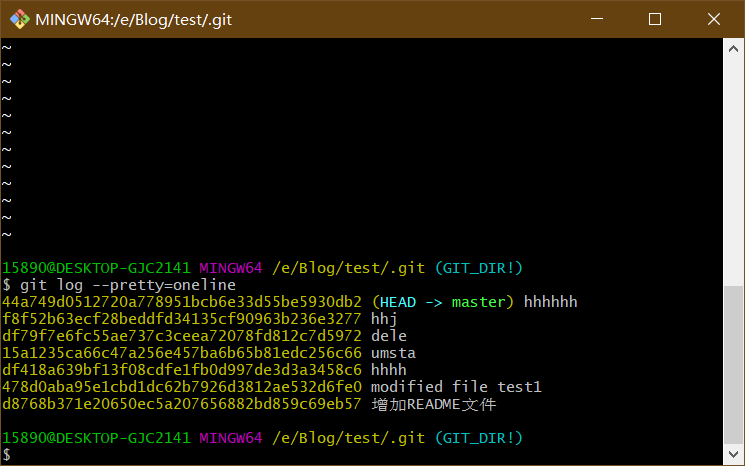 MINGW64:/e/Blog/test/.git
~
~
~
~
~
~
~
~
~
~
~
~
15890@DESKTOP-GJC2141 MINGW64 /e/Blog/test/.git (GIT_DIR!)
$ git log --pretty=oneline
44a749d0512720a778951bcb6e33d55be5930db2 (HEAD -> master) hhhhhh
f8f52b63ecf28beddfd34135cf90963b236e3277 hhj
df79f7e6fc55ae737c3ceea72078fd812c7d5972 dele
15a1235ca66c47a256e457ba6b65b81edc256c66 umsta
df418a639bf13f08cdfe1fb0d997de3d3a3458c6 hhhh
478d0aba95e1cbd1dc62b7926d3812ae532d6fe0 modified file test1
d8768b371e20650ec5a207656882bd859c69eb57 增加README文件
15890@DESKTOP-GJC2141 MINGW64 /e/Blog/test/.git (GIT_DIR!)
$